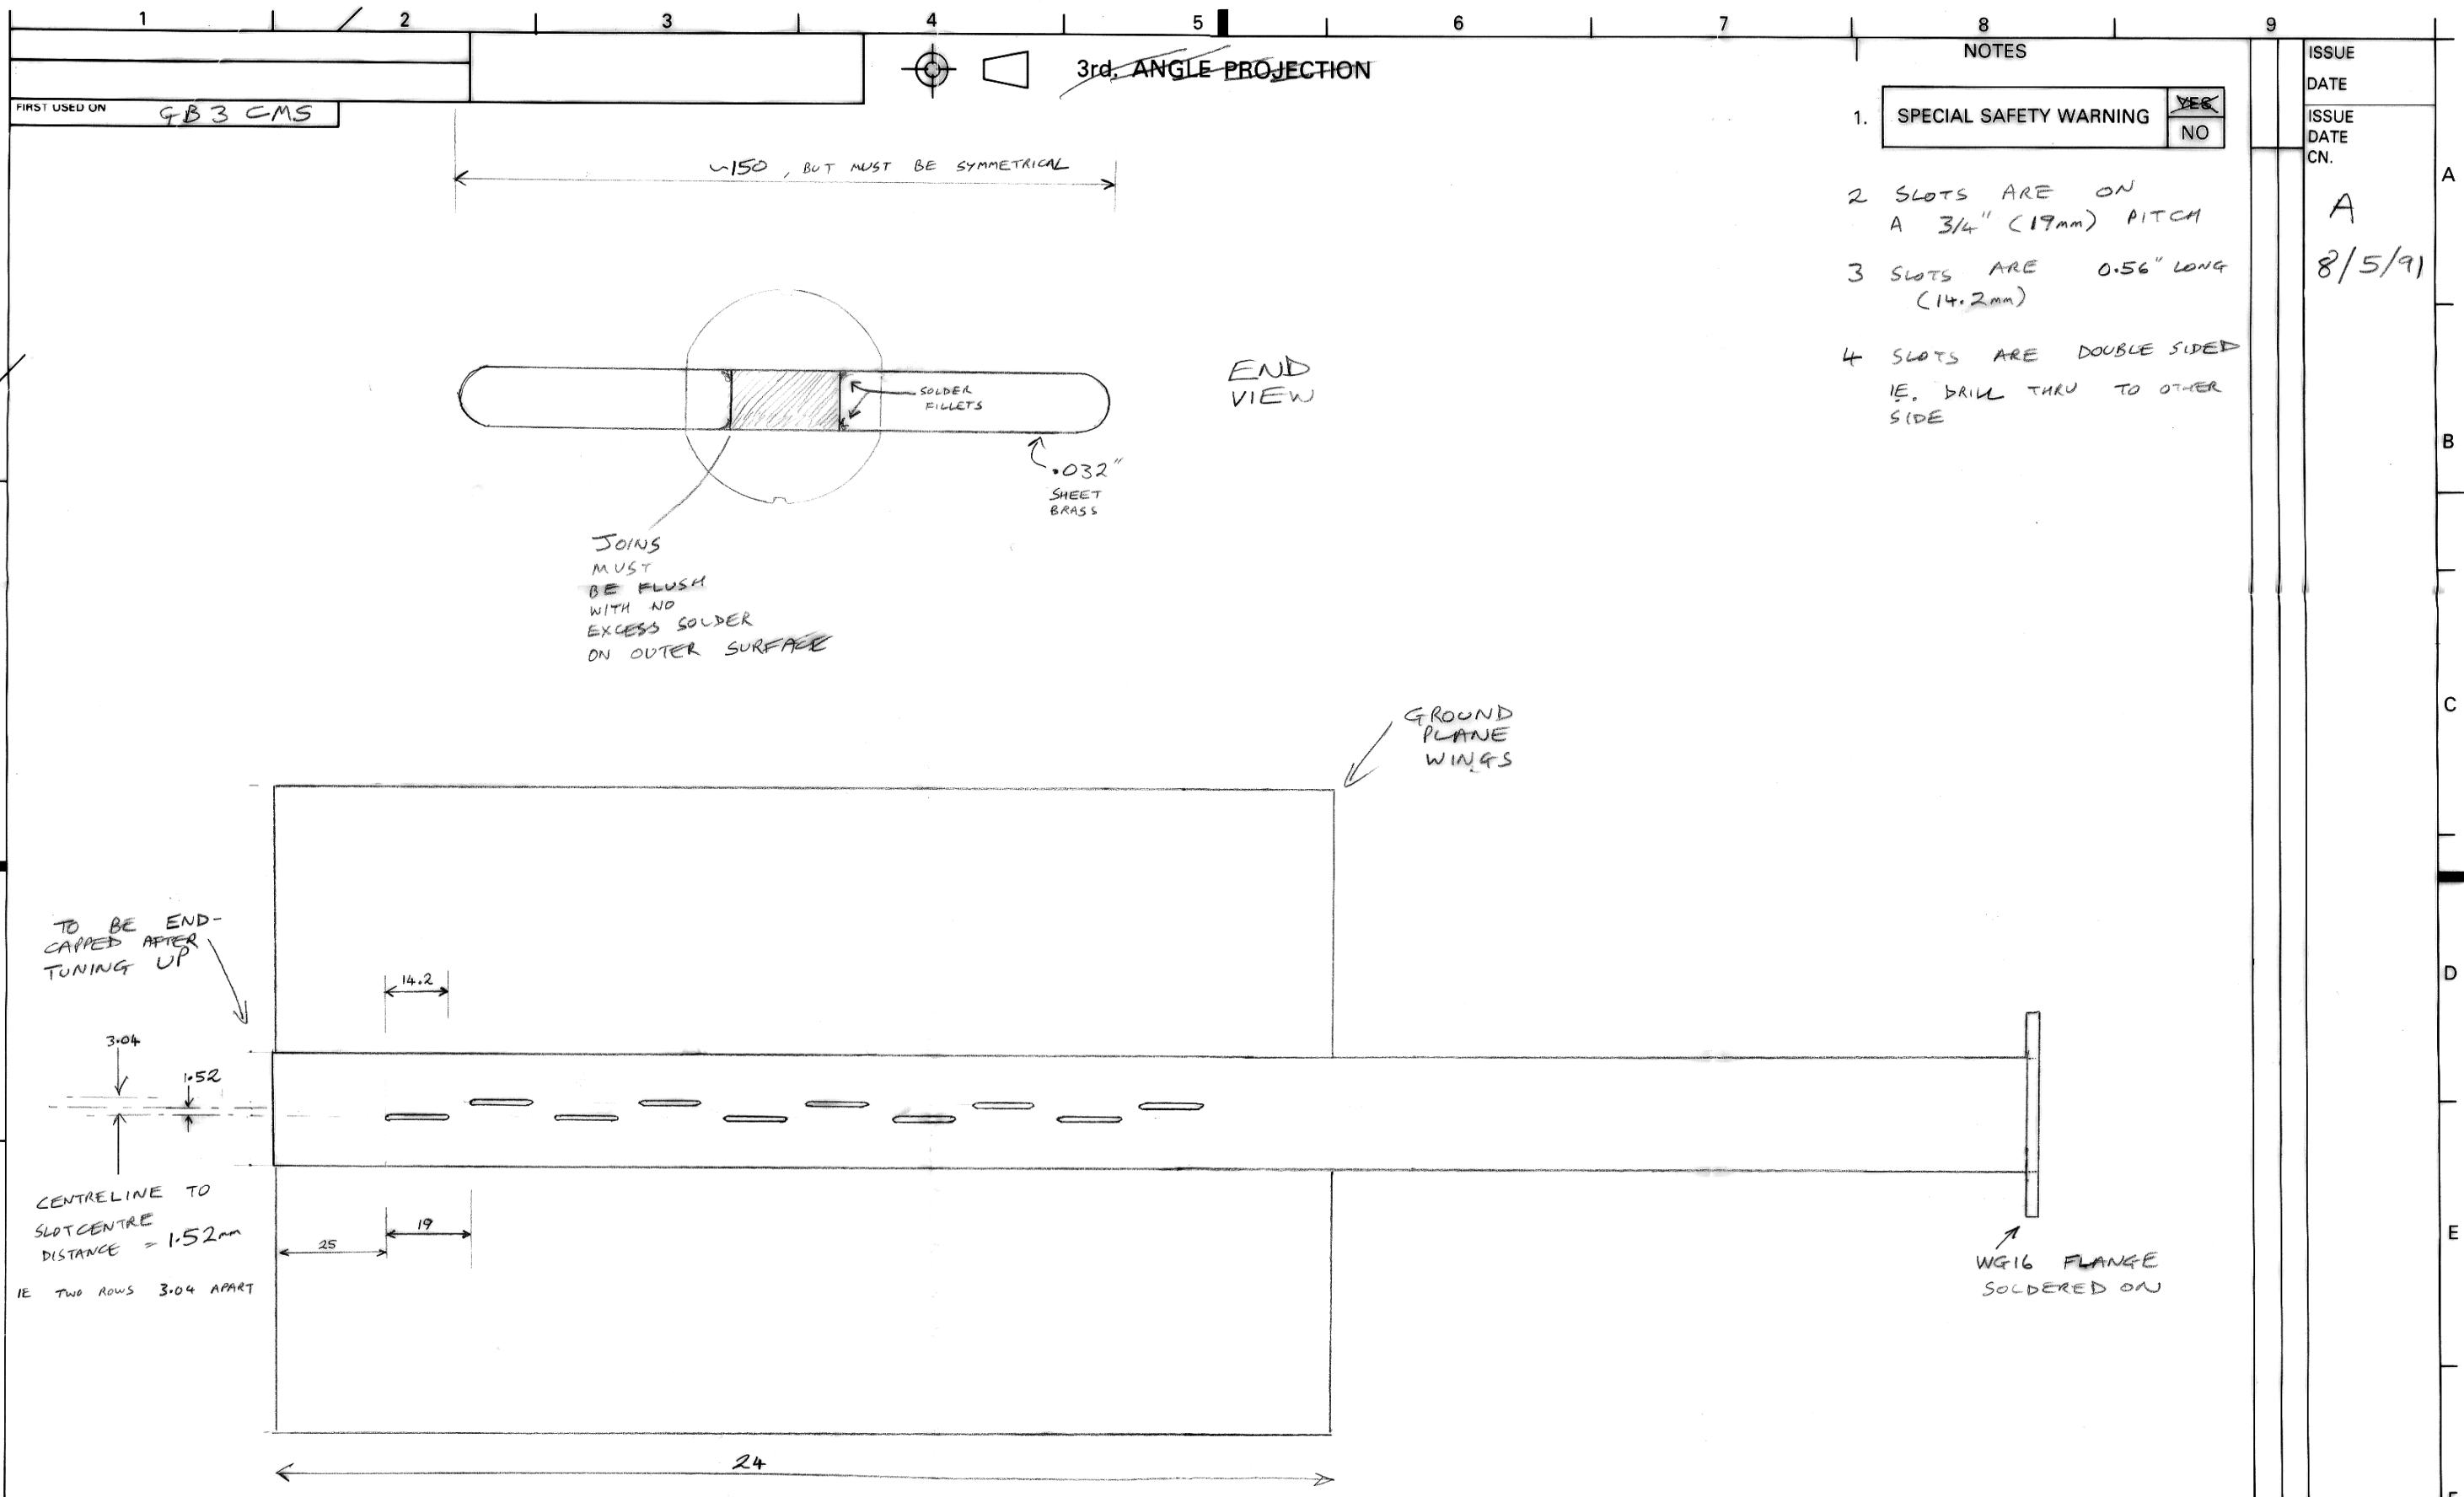 1 2 3 4 5 6 7 8 9
3rd. ANGLE PROJECTION
FIRST USED ON GB3 CMS
~150, BUT MUST BE SYMMETRICAL
NOTES
1. SPECIAL SAFETY WARNING
YES
NO
2 SLOTS ARE ON
A 3/4" (19mm) PITCH
3 SLOTS ARE 0.56" LONG
(14.2mm)
4 SLOTS ARE DOUBLE SIDED
IE. DRILL THRU TO OTHER
SIDE
ISSUE
DATE
ISSUE
DATE
CN.
A
8/5/91
A
B
C
D
E
END
VIEW
SOLDER
FILLETS
.032"
SHEET
BRASS
JOINS
MUST
BE FLUSH
WITH NO
EXCESS SOLDER
ON OUTER SURFACE
GROUND
PLANE
WINGS
TO BE END-
CAPPED AFTER
TUNING UP
14.2
3.04
1.52
CENTRELINE TO
SLOTCENTRE
DISTANCE = 1.52mm
IE TWO ROWS 3.04 APART
25
19
WG16 FLANGE
SOLDERED ON
24